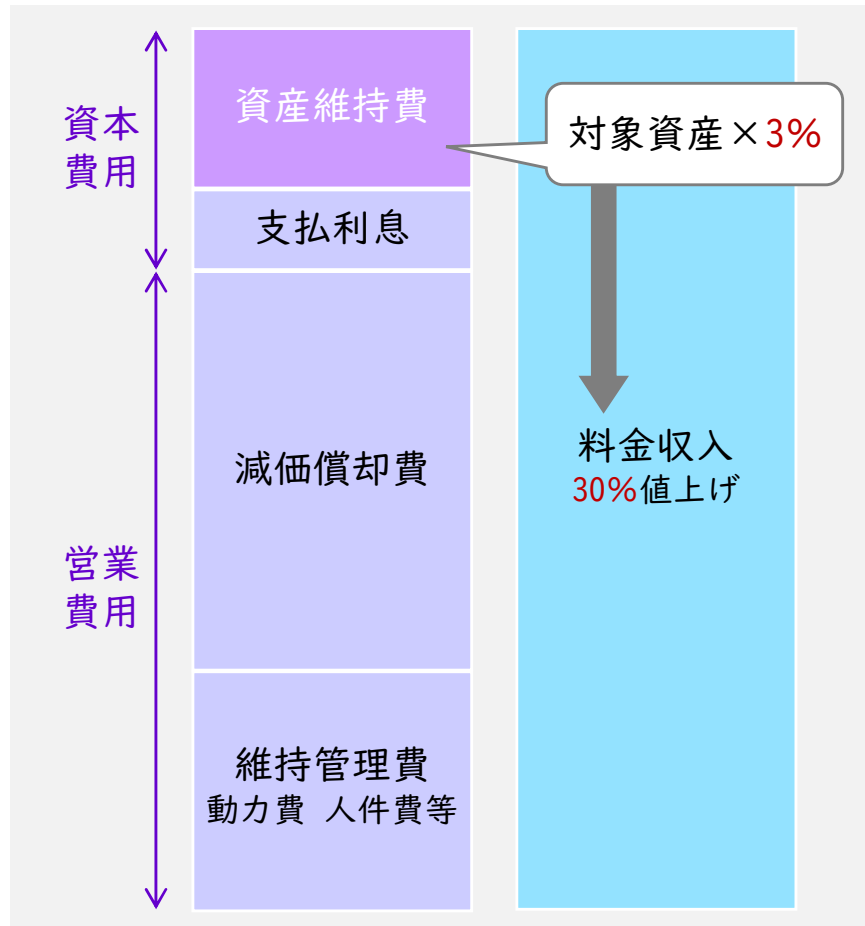 資本
費用
資産維持費
対象資産×3%
支払利息
営業
費用
減価償却費
料金収入
30%値上げ
維持管理費
動力費 人件費等